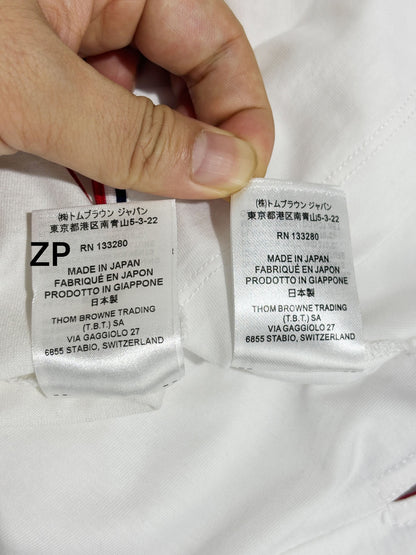 (株)トムブラウン ジャパン
東京都港区南青山5-3-22
RN 133280
MADE IN JAPAN
FABRIQUÉ EN JAPON
PRODOTTO IN GIAPPONE
日本製
THOM BROWNE TRADING
(T.B.T.) SA
VIA GAGGIOLO 27
6855 STABIO, SWITZERLAND
ZP
(株)トムブラウン ジャパン
東京都港区南青山5-3-22
RN 133280
MADE IN JAPAN
FABRIQUÉ EN JAPON
PRODOTTO IN GIAPPONE
日本製
THOM BROWNE TRADING
(T.B.T.) SA
VIA GAGGIOLO 27
6855 STABIO, SWITZERLAND